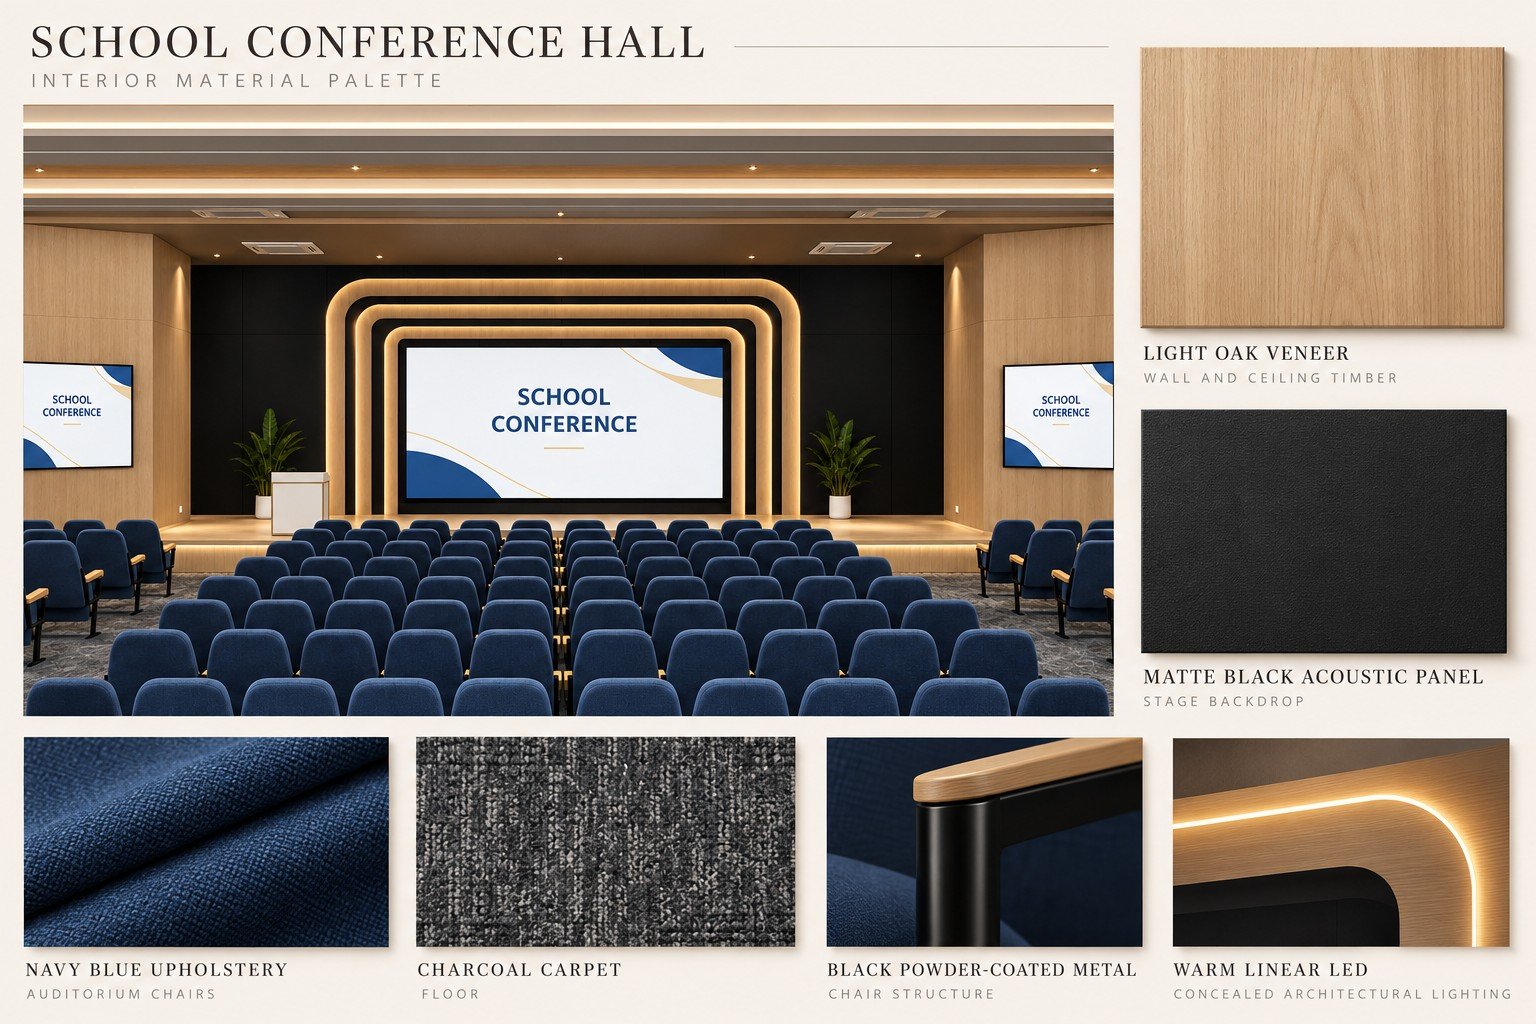 SCHOOL CONFERENCE HALL
INTERIOR MATERIAL PALETTE
SCHOOL
CONFERENCE
SCHOOL
CONFERENCE
SCHOOL
CONFERENCE
LIGHT OAK VENEER
WALL AND CEILING TIMBER
MATTE BLACK ACOUSTIC PANEL
STAGE BACKDROP
NAVY BLUE UPHOLSTERY
AUDITORIUM CHAIRS
CHARCOAL CARPET
FLOOR
BLACK POWDER-COATED METAL
CHAIR STRUCTURE
WARM LINEAR LED
CONCEALED ARCHITECTURAL LIGHTING